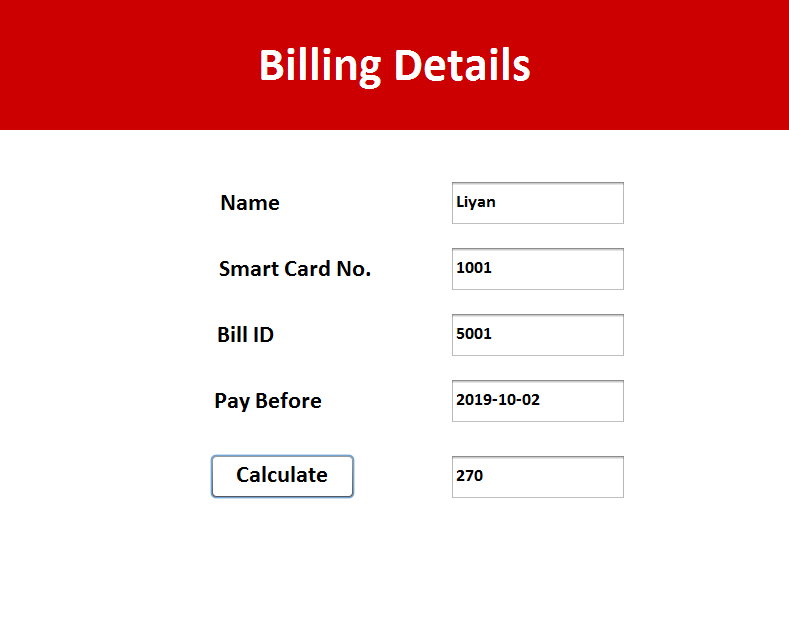 Billing Details
Name Liyan
Smart Card No. 1001
Bill ID 5001
Pay Before 2019-10-02
Calculate 270